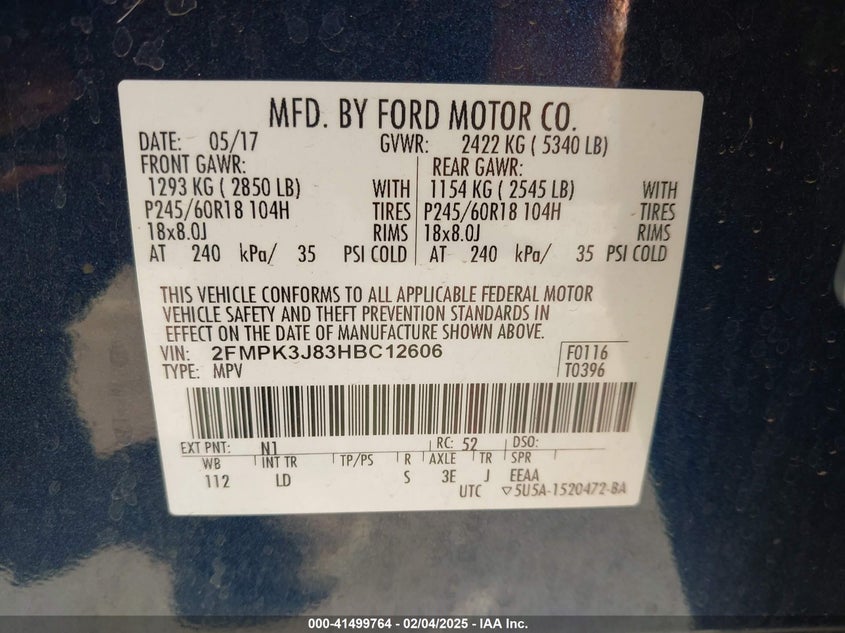 MFD. BY FORD MOTOR CO.
DATE: 05/17 GVWR: 2422 KG ( 5340 LB)
FRONT GAWR: REAR GAWR:
1293 KG ( 2850 LB) WITH 1154 KG ( 2545 LB) WITH
P245/60R18 104H TIRES P245/60R18 104H TIRES
18x8.0J RIMS 18x8.0J RIMS
AT 240 kPa/ 35 PSI COLD AT 240 kPa/ 35 PSI COLD
THIS VEHICLE CONFORMS TO ALL APPLICABLE FEDERAL MOTOR
VEHICLE SAFETY AND THEFT PREVENTION STANDARDS IN
EFFECT ON THE DATE OF MANUFACTURE SHOWN ABOVE.
VIN: 2FMPK3J83HBC12606 F0116
TYPE: MPV T0396
EXT PNT: N1 RC: 52 DSO:
WB INT TR TP/PS R AXLE TR SPR
112 LD S 3E J EEAA
UTC ▽5U5A-1520472-BA
000-41499764 - 02/04/2025 - IAA Inc.